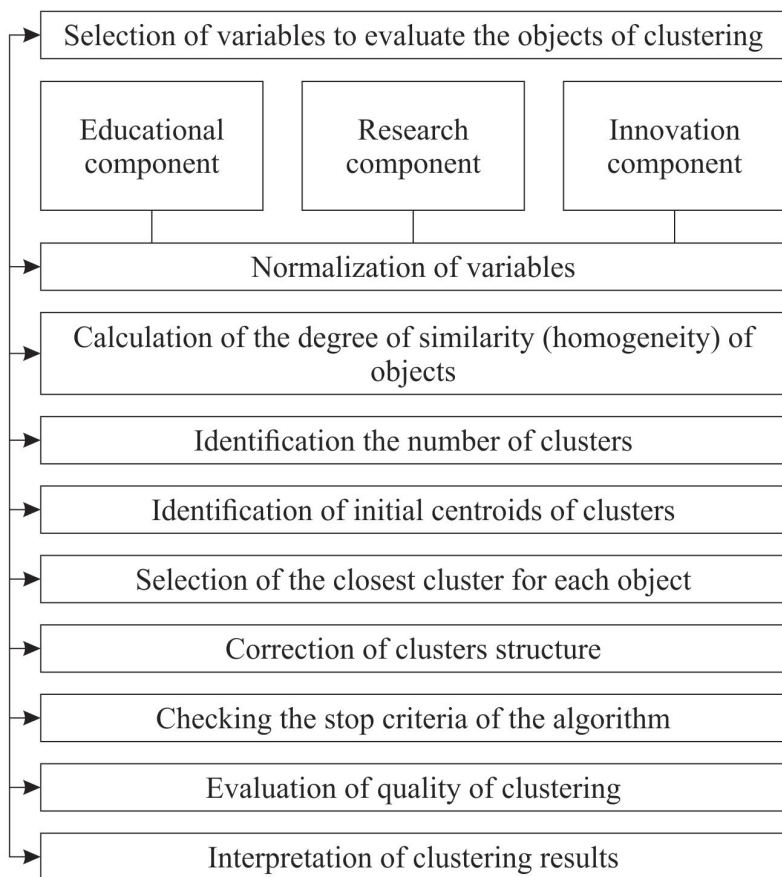 Selection of variables to evaluate the objects of clustering
Educational
component
Research
component
Innovation
component
Normalization of variables
Calculation of the degree of similarity (homogeneity) of
objects
Identification the number of clusters
Identification of initial centroids of clusters
Selection of the closest cluster for each object
Correction of clusters structure
Checking the stop criteria of the algorithm
Evaluation of quality of clustering
Interpretation of clustering results